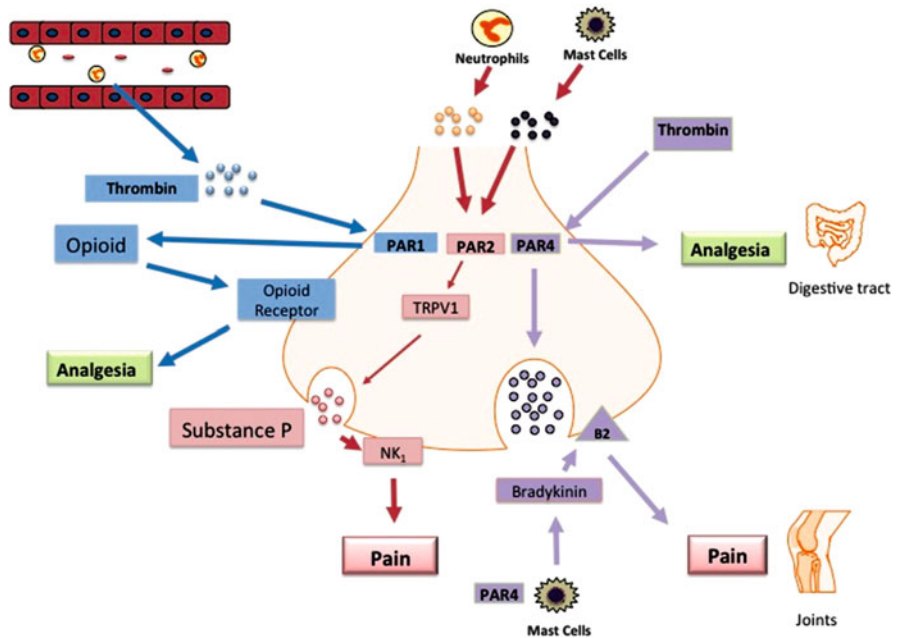 Neutrophils
Mast Cells
Thrombin
Thrombin
Opioid
PAR1
PAR2
PAR4
Analgesia
Digestive tract
Opioid
Receptor
TRPV1
Analgesia
Substance P
NK1
B2
Bradykinin
Pain
Pain
PAR4
Mast Cells
Joints